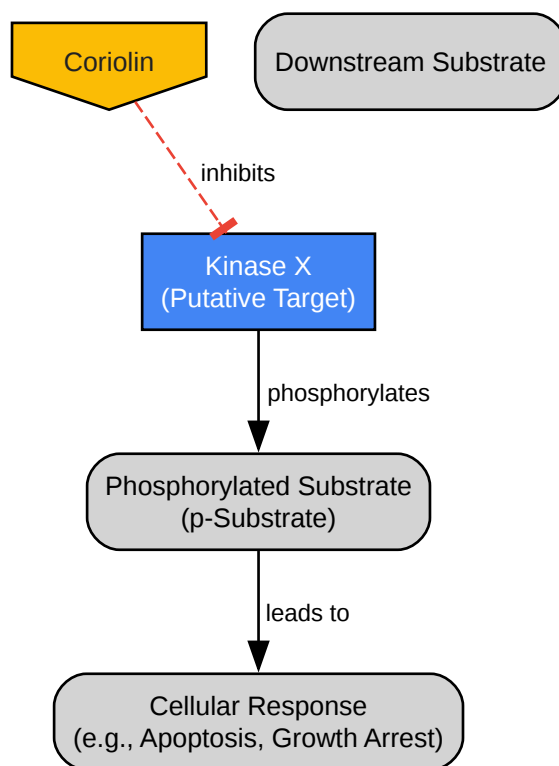 Coriolin
Downstream Substrate
inhibits
Kinase X
(Putative Target)
phosphorylates
Phosphorylated Substrate
(p-Substrate)
leads to
Cellular Response
(e.g., Apoptosis, Growth Arrest)